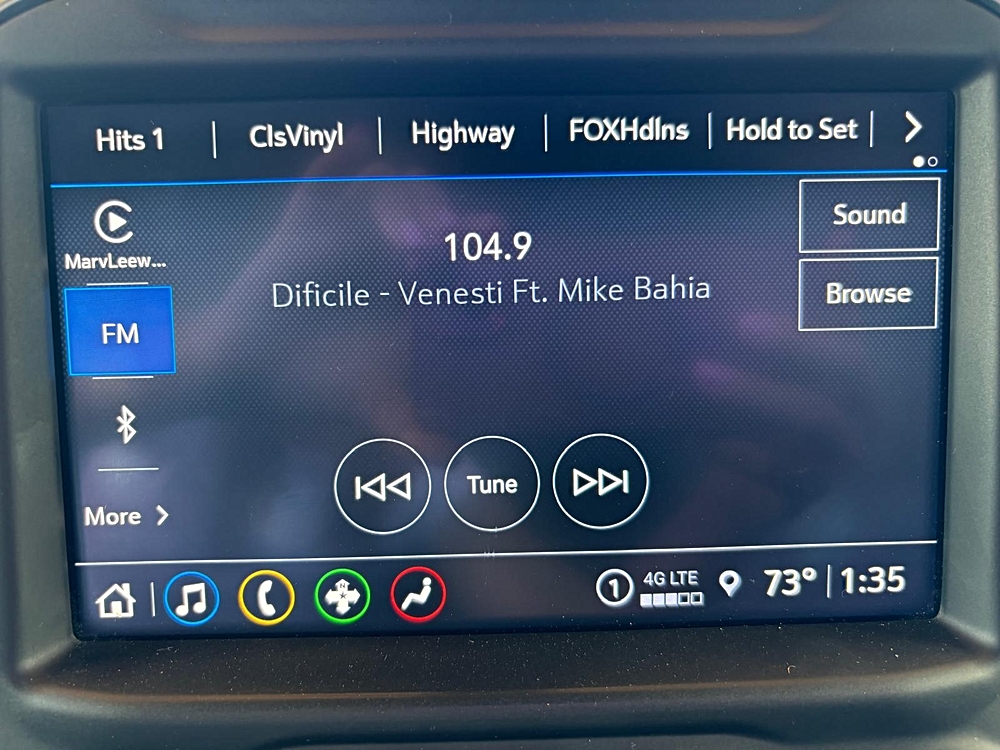 Hits 1 | ClsVinyl | Highway | FOXHdlns | Hold to Set |
MarvLeew...
FM
More
104.9
Dificile - Venesti Ft. Mike Bahia
Sound
Browse
Tune
1 4G LTE 73° | 1:35